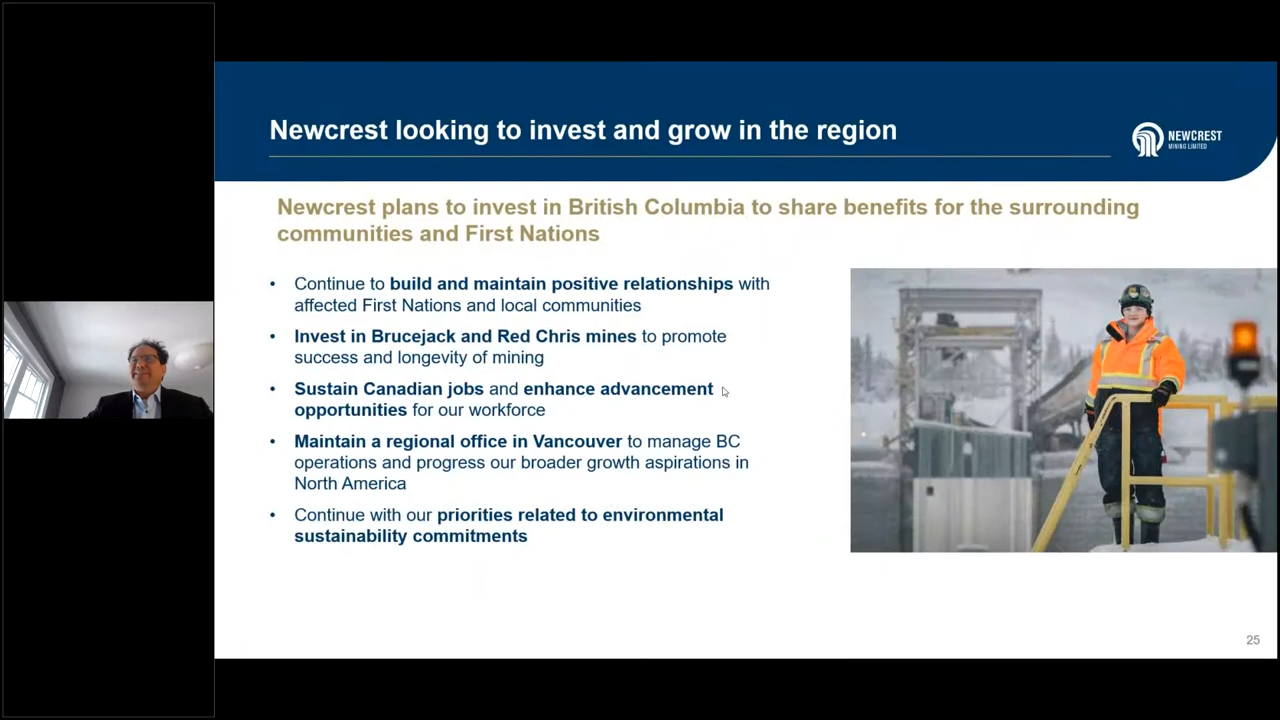 Newcrest looking to invest and grow in the region
NEWCREST
MINING LIMITED
Newcrest plans to invest in British Columbia to share benefits for the surrounding
communities and First Nations
• Continue to build and maintain positive relationships with
affected First Nations and local communities
• Invest in Brucejack and Red Chris mines to promote
success and longevity of mining
• Sustain Canadian jobs and enhance advancement
opportunities for our workforce
• Maintain a regional office in Vancouver to manage BC
operations and progress our broader growth aspirations in
North America
• Continue with our priorities related to environmental
sustainability commitments
25